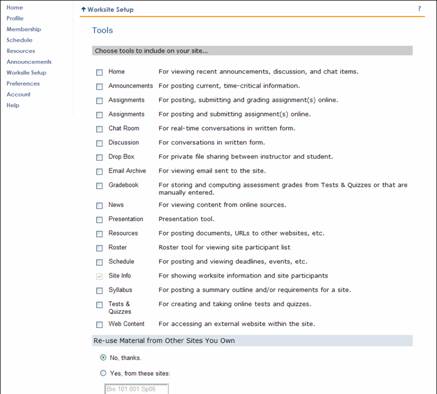 Home
Profile
Membership
Schedule
Resources
Announcements
Worksite Setup
Preferences
Account
Help
Worksite Setup ?
Tools
Choose tools to include on your site...
Home For viewing recent announcements, discussion, and chat items.
Announcements For posting current, time-critical information.
Assignments For posting, submitting and grading assignment(s) online.
Assignments For posting and submitting assignment(s) online.
Chat Room For real-time conversations in written form.
Discussion For conversations in written form.
Drop Box For private file sharing between instructor and student.
Email Archive For viewing email sent to the site.
Gradebook For storing and computing assessment grades from Tests & Quizzes or that are
manually entered.
News For viewing content from online sources.
Presentation Presentation tool.
Resources For posting documents, URLs to other websites, etc.
Roster Roster tool for viewing site participant list
Schedule For posting and viewing deadlines, events, etc.
Site Info For showing worksite information and site participants
Syllabus For posting a summary outline and/or requirements for a site.
Tests & For creating and taking online tests and quizzes.
Quizzes
Web Content For accessing an external website within the site.
Re-use Material from Other Sites You Own
No, thanks.
Yes, from these sites:
Bio 101 001 Sp06